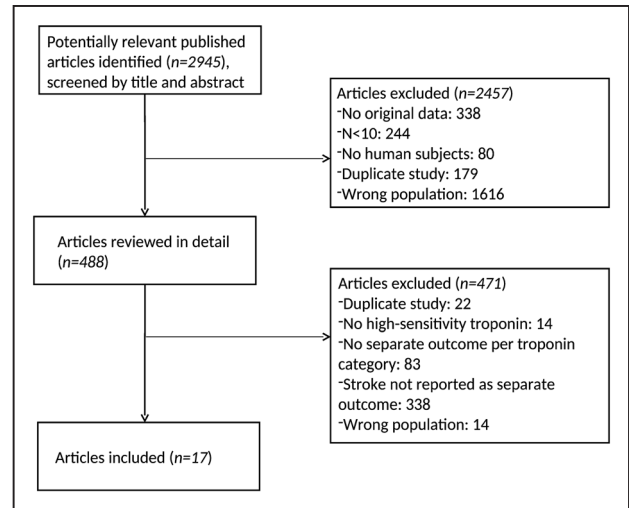 Potentially relevant published
articles identified (n=2945),
screened by title and abstract
Articles excluded (n=2457)
-No original data: 338
-N<10: 244
-No human subjects: 80
-Duplicate study: 179
-Wrong population: 1616
Articles reviewed in detail
(n=488)
Articles excluded (n=471)
-Duplicate study: 22
-No high-sensitivity troponin: 14
-No separate outcome per troponin
category: 83
-Stroke not reported as separate
outcome: 338
-Wrong population: 14
Articles included (n=17)